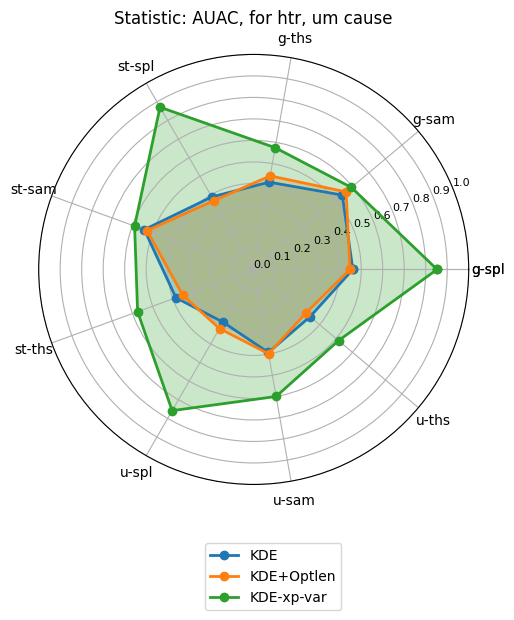 Statistic: AUAC, for htr, um cause
g-ths
st-spl
g-sam
st-sam
0.0 0.1 0.2 0.3 0.4 0.5 0.6 0.7 0.8 0.9 1.0
g-spl
st-ths
u-ths
u-spl
u-sam
KDE
KDE+Optlen
KDE-xp-var